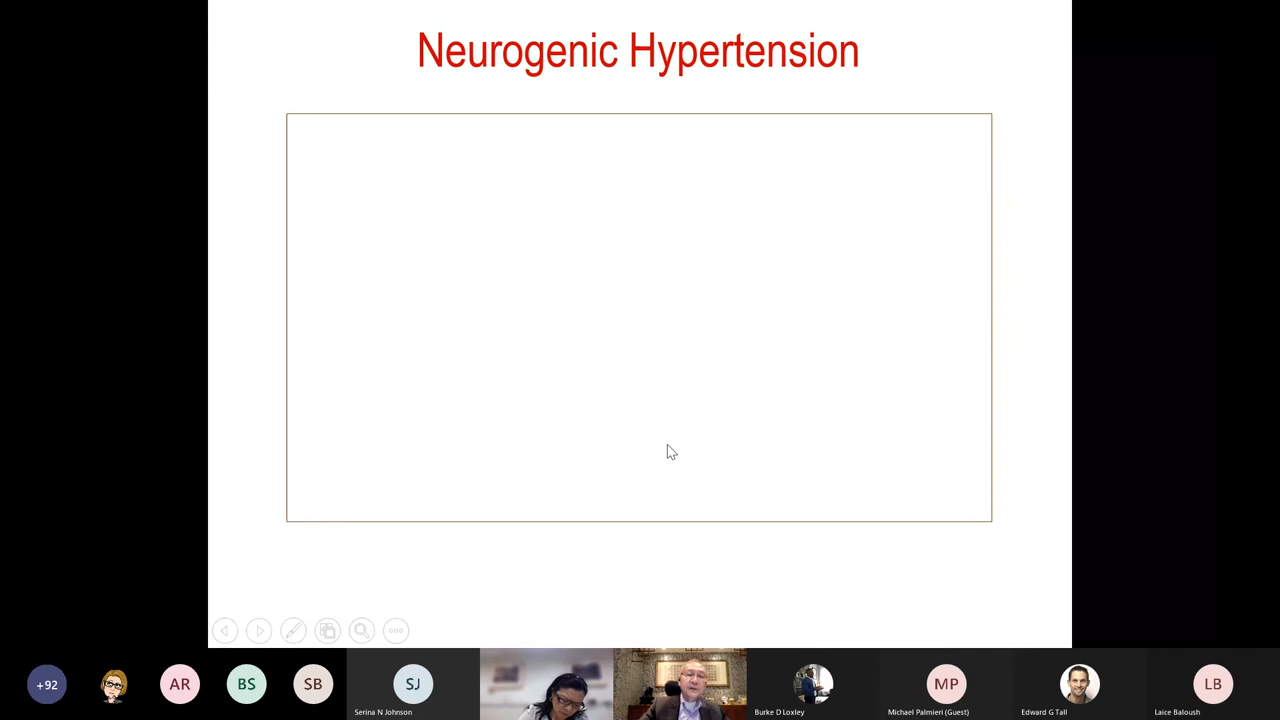 Neurogenic Hypertension
+92
AR
BS
SB
SJ
Serina N Johnson
Burke D Loxley
MP
Michael Palmieri (Guest)
Edward G Tall
LB
Laice Baloush